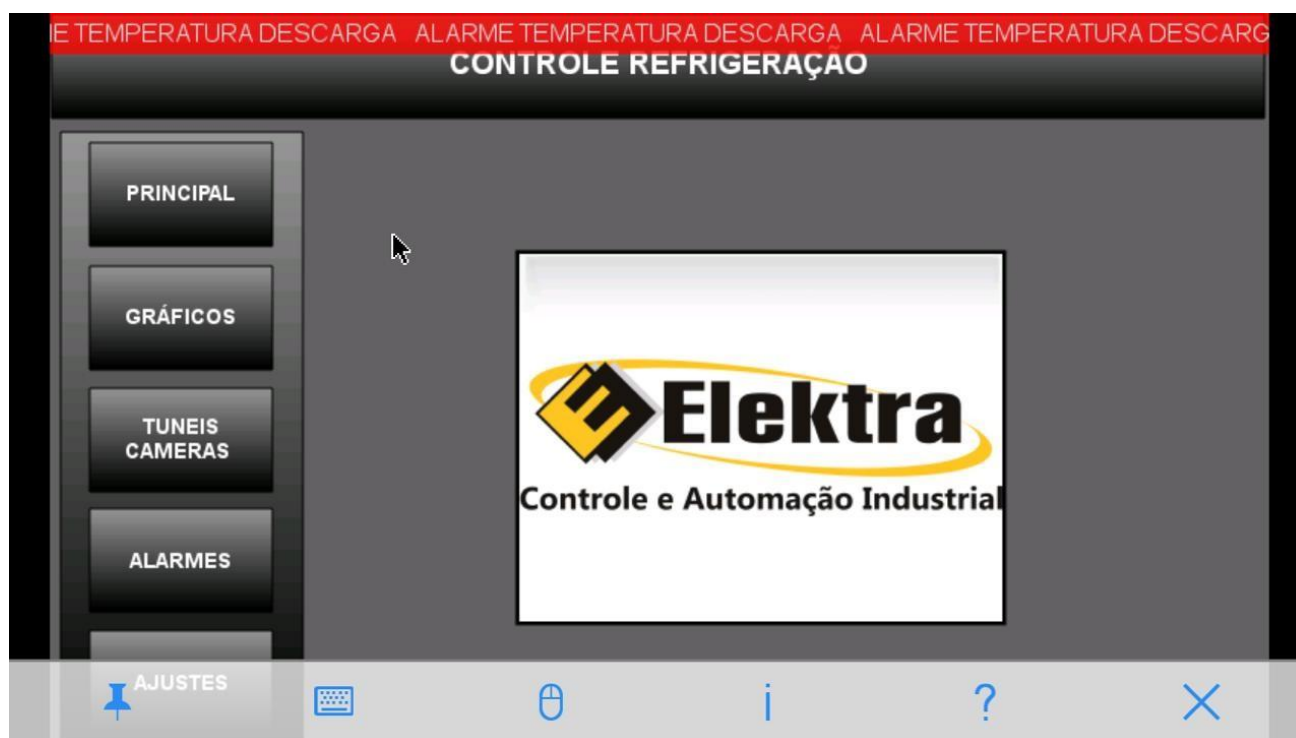 TEMPERATURA DESCARGA ALARME TEMPERATURA DESCARGA ALARME TEMPERATURA
CONTROLE REFRIGERAÇÃO
PRINCIPAL
GRÁFICOS
TUNEIS
CAMERAS
ALARMES
AJUSTES
Elektra
Controle e Automação Industrial
i
?